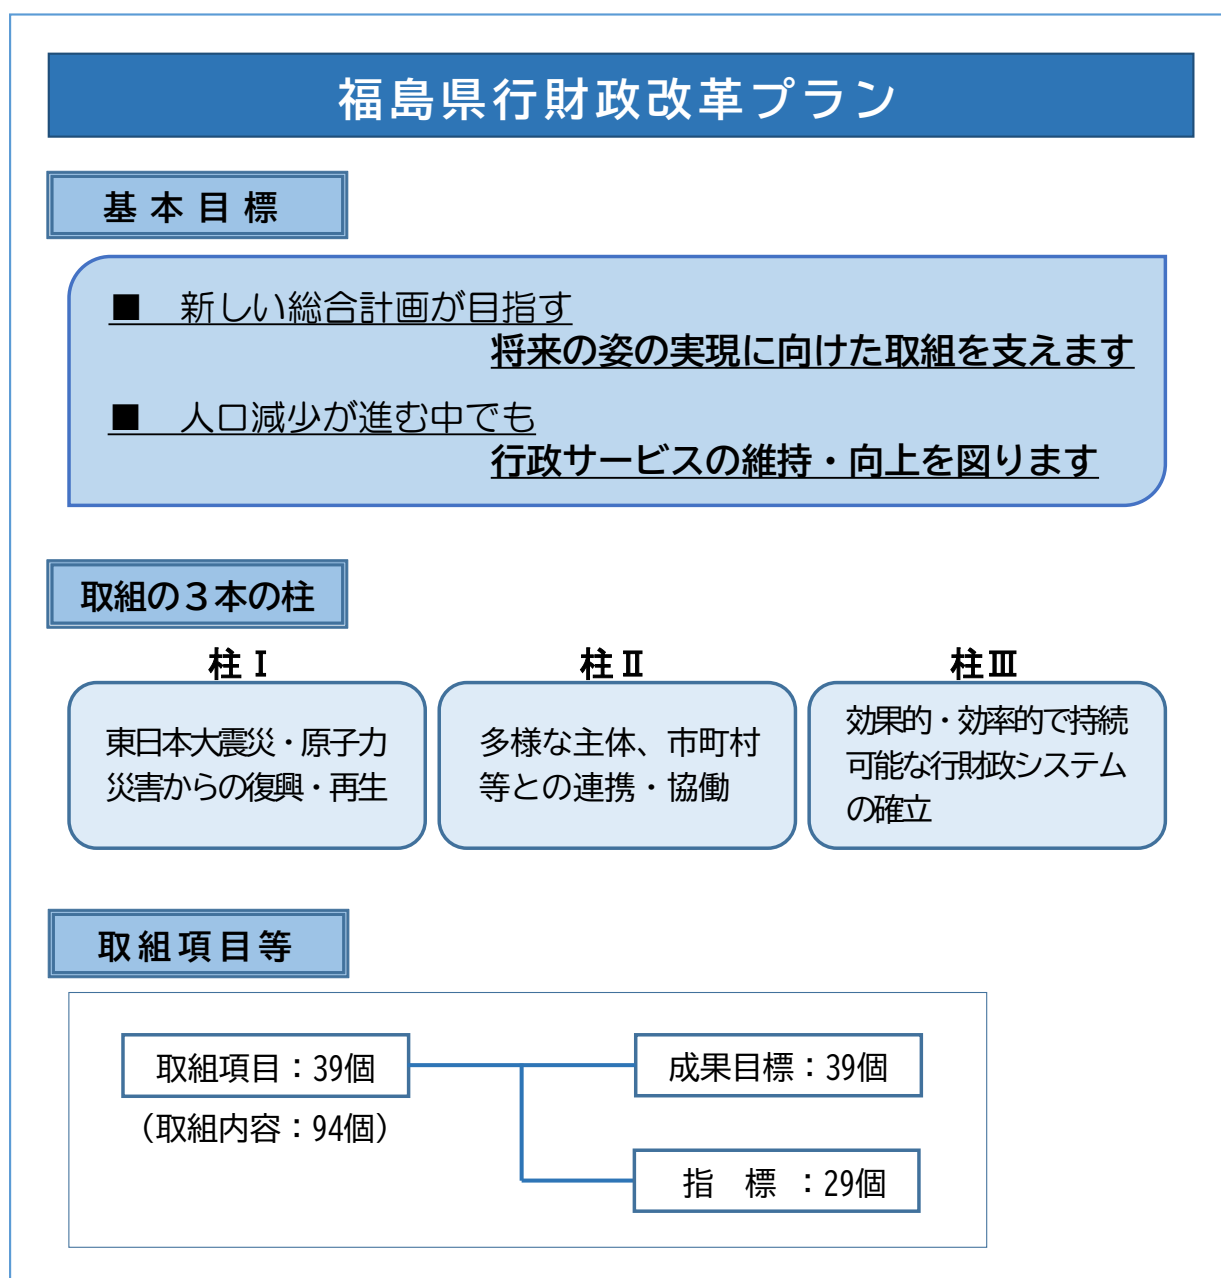 福島県行財政改革プラン
基本目標
■　新しい総合計画が目指す
将来の姿の実現に向けた取組を支えます
■　人口減少が進む中でも
行政サービスの維持・向上を図ります
取組の３本の柱
柱Ⅰ
東日本大震災・原子力
災害からの復興・再生
柱Ⅱ
多様な主体、市町村
等との連携・協働
柱Ⅲ
効果的・効率的で持続
可能な行財政システム
の確立
取組項目等
取組項目：39個
（取組内容：94個）
成果目標：39個
指　標　：29個